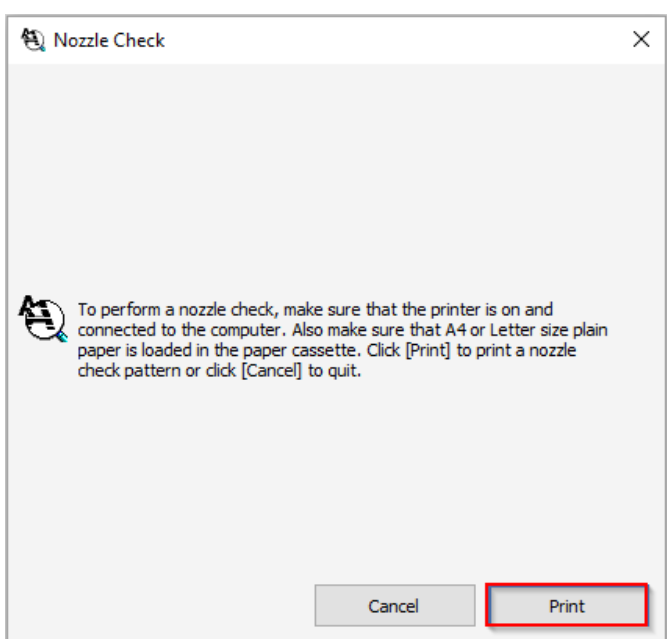 Nozzle Check
To perform a nozzle check, make sure that the printer is on and
connected to the computer. Also make sure that A4 or Letter size plain
paper is loaded in the paper cassette. Click [Print] to print a nozzle
check pattern or click [Cancel] to quit.
Cancel
Print